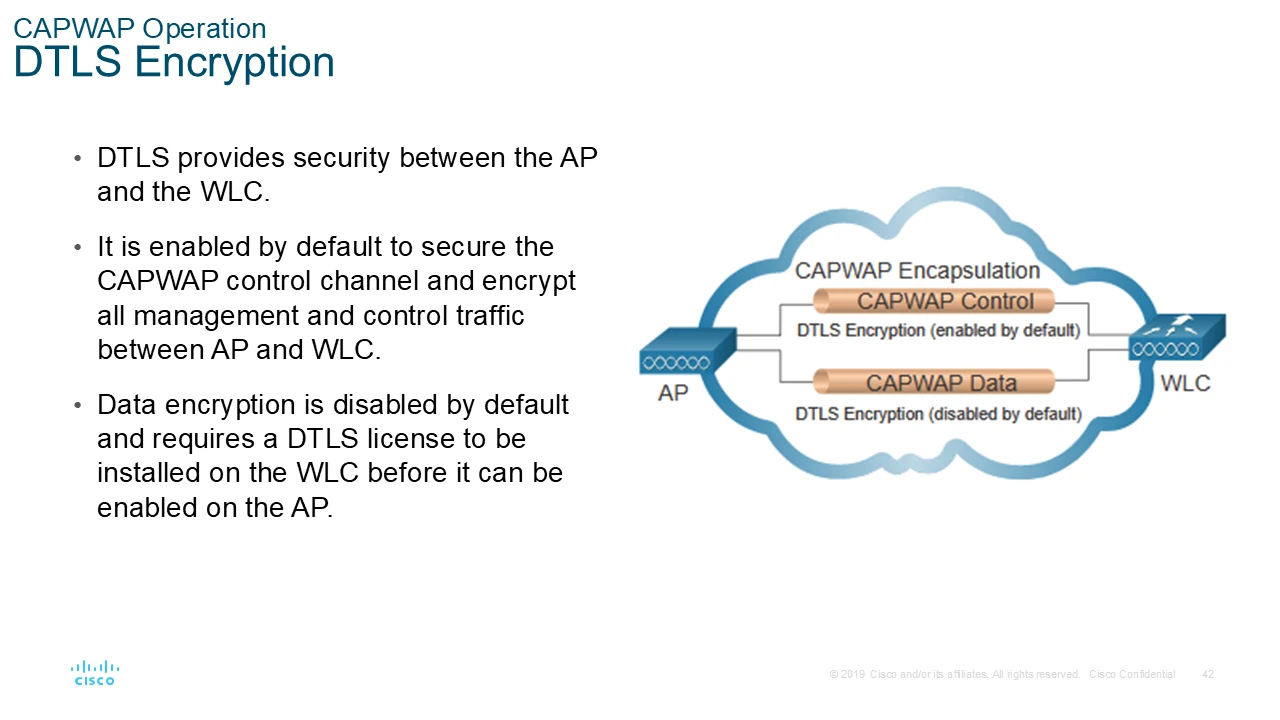 CAPWAP Operation
DTLS Encryption
• DTLS provides security between the AP
and the WLC.
• It is enabled by default to secure the
CAPWAP control channel and encrypt
all management and control traffic
between AP and WLC.
• Data encryption is disabled by default
and requires a DTLS license to be
installed on the WLC before it can be
enabled on the AP.
CAPWAP Encapsulation
CAPWAP Control
DTLS Encryption (enabled by default)
AP
CAPWAP Data
WLC
DTLS Encryption (disabled by default)
CISCO
© 2019 Cisco and/or its affiliates. All rights reserved. Cisco Confidential
42